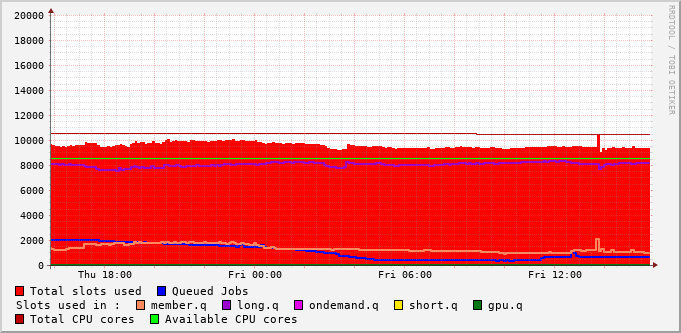 20000
18000
16000
14000
12000
10000
8000
6000
4000
2000
0
Thu 18:00 Fri 00:00 Fri 06:00 Fri 12:00
RRDTOOL / TOBI OETIKER
Total slots used Queued Jobs
Slots used in : member.q long.q ondemand.q short.q gpu.q
Total CPU cores Available CPU cores